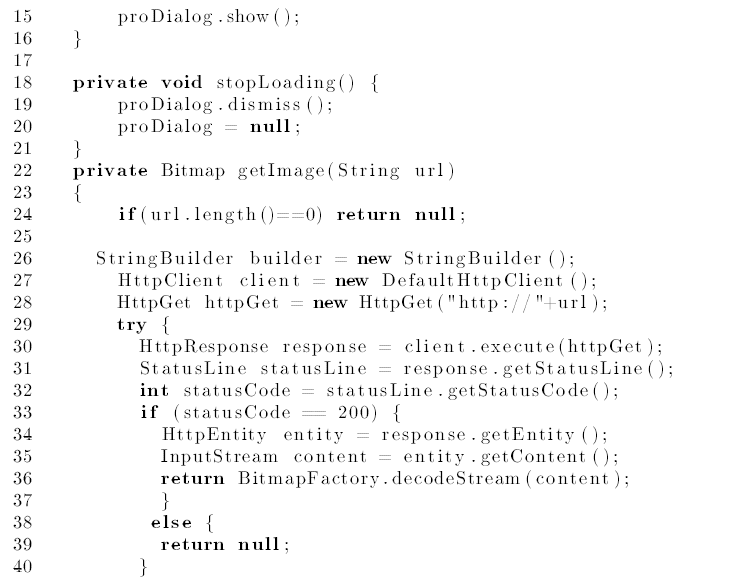 15 proDialog.show();
16 }
17
18 private void stopLoading() {
19 proDialog.dismiss();
20 proDialog = null;
21 }
22 private Bitmap getImage(String url)
23 {
24 if(url.length()==0) return null;
25
26 StringBuilder builder = new StringBuilder();
27 HttpClient client = new DefaultHttpClient();
28 HttpGet httpGet = new HttpGet("http://"+url);
29 try {
30 HttpResponse response = client.execute(httpGet);
31 StatusLine statusLine = response.getStatusLine();
32 int statusCode = statusLine.getStatusCode();
33 if (statusCode == 200) {
34 HttpEntity entity = response.getEntity();
35 InputStream content = entity.getContent();
36 return BitmapFactory.decodeStream(content);
37 }
38 else {
39 return null;
40 }